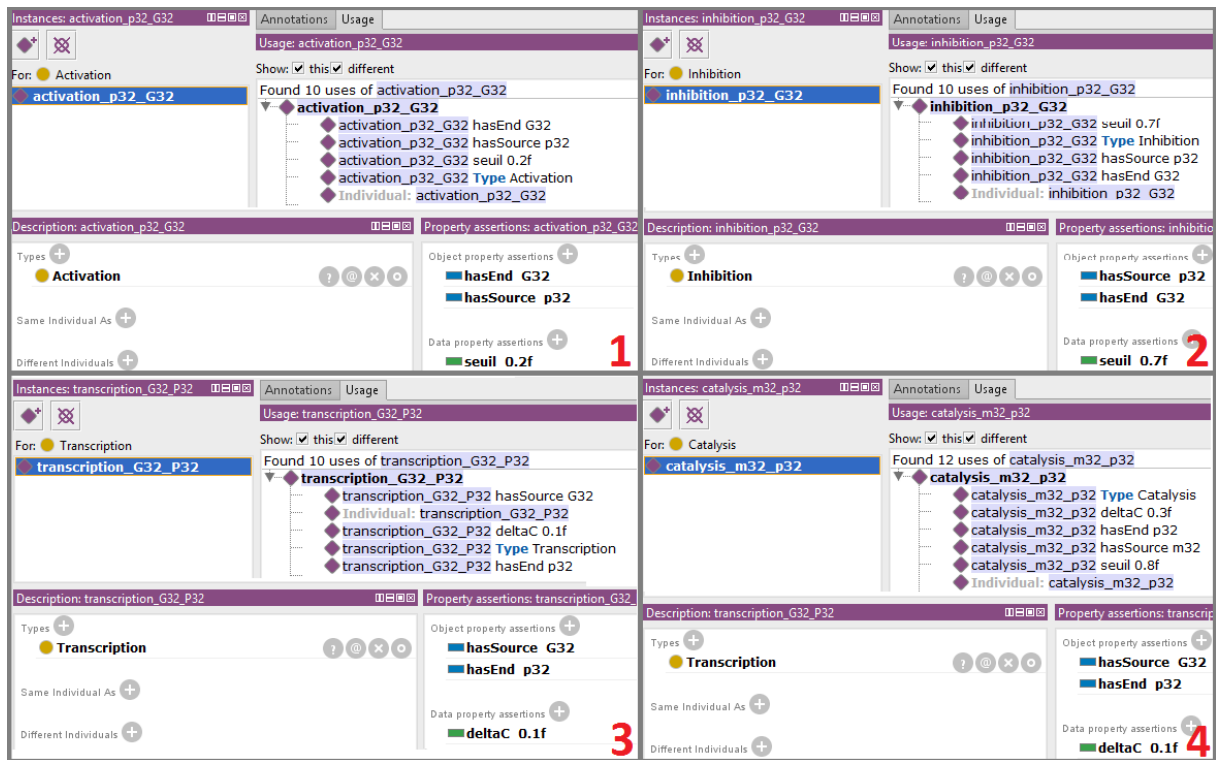 Instances: activation_p32_G32
Annotations Usage
Usage: activation_p32_G32
Show: this different
For: Activation
activation_p32_G32
Found 10 uses of activation_p32_G32
activation_p32_G32
activation_p32_G32 hasEnd G32
activation_p32_G32 hasSource p32
activation_p32_G32 seuil 0.2f
activation_p32_G32 Type Activation
Individual: activation_p32_G32
Description: activation_p32_G32
Property assertions: activation_p32_G32
Types
Activation
Same Individual As
Different Individuals
Object property assertions
hasEnd G32
hasSource p32
Data property assertions
seuil 0.2f
1
Instances: inhibition_p32_G32
Annotations Usage
Usage: inhibition_p32_G32
Show: this different
For: Inhibition
inhibition_p32_G32
Found 10 uses of inhibition_p32_G32
inhibition_p32_G32
inhibition_p32_G32 seuil 0.7f
inhibition_p32_G32 Type Inhibition
inhibition_p32_G32 hasSource p32
inhibition_p32_G32 hasEnd G32
Individual: inhibition_p32_G32
Description: inhibition_p32_G32
Property assertions: inhibitio
Types
Inhibition
Same Individual As
Different Individuals
Object property assertions
hasSource p32
hasEnd G32
Data property assertions
seuil 0.7f
2
Instances: transcription_G32_P32
Annotations Usage
Usage: transcription_G32_P32
Show: this different
For: Transcription
transcription_G32_P32
Found 10 uses of transcription_G32_P32
transcription_G32_P32
transcription_G32_P32 hasSource G32
Individual: transcription_G32_P32
transcription_G32_P32 deltaC 0.1f
transcription_G32_P32 Type Transcription
transcription_G32_P32 hasEnd p32
Description: transcription_G32_P32
Property assertions: transcription_G32_
Types
Transcription
Same Individual As
Different Individuals
Object property assertions
hasSource G32
hasEnd p32
Data property assertions
deltaC 0.1f
3
Instances: catalysis_m32_p32
Annotations Usage
Usage: catalysis_m32_p32
Show: this different
For: Catalysis
catalysis_m32_p32
Found 12 uses of catalysis_m32_p32
catalysis_m32_p32
catalysis_m32_p32 Type Catalysis
catalysis_m32_p32 deltaC 0.3f
catalysis_m32_p32 hasEnd p32
catalysis_m32_p32 hasSource m32
catalysis_m32_p32 seuil 0.8f
Individual: catalysis_m32_p32
Description: transcription_G32_P32
Property assertions: transcrip
Types
Transcription
Same Individual As
Different Individuals
Object property assertions
hasSource G32
hasEnd p32
Data property assertions
deltaC 0.1f
4